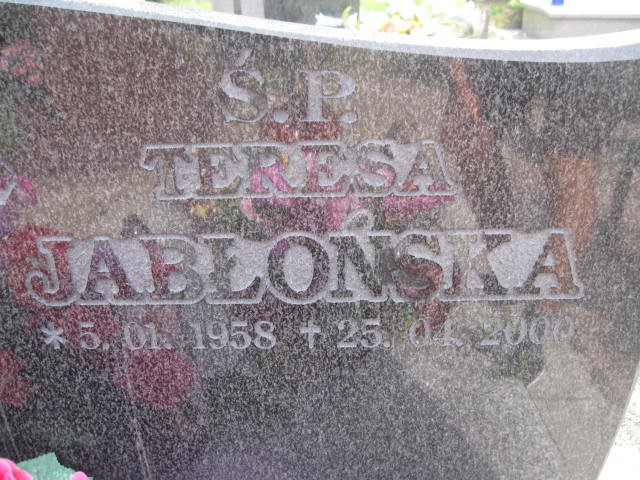 Ś.P.
TERESA
JABŁOŃSKA
* 5. 01. 1958 † 25. 04. 2000